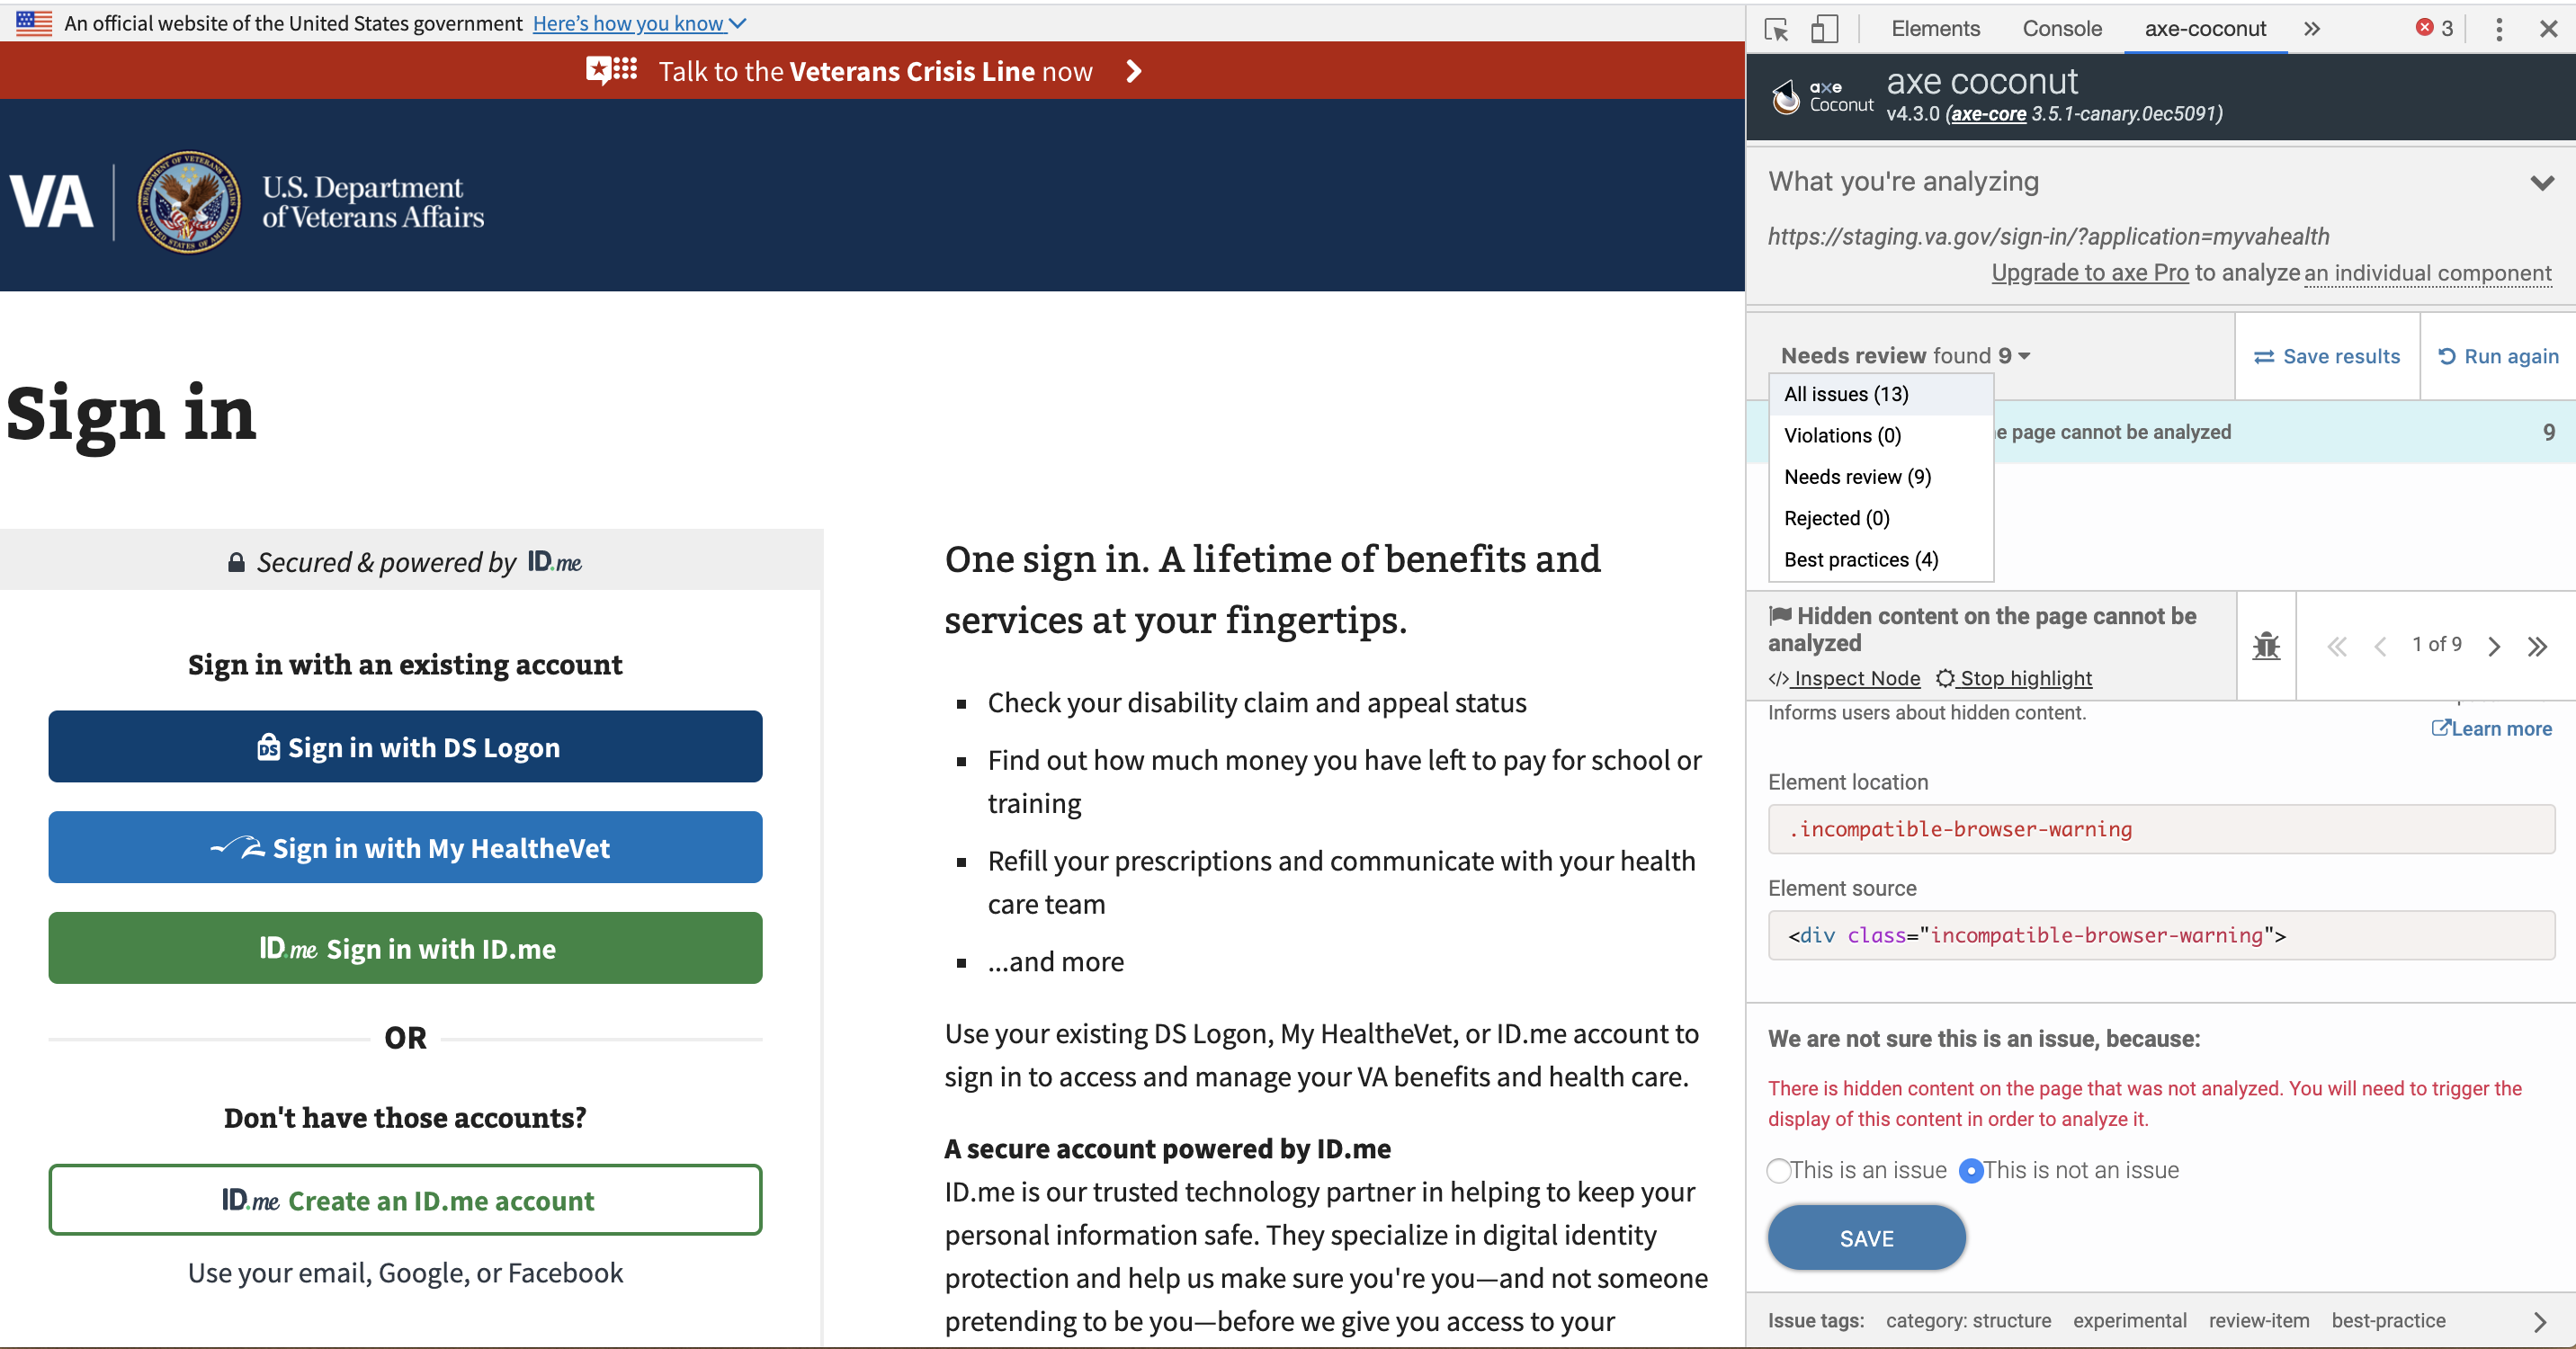 An official website of the United States government Here's how you know
Talk to the Veterans Crisis Line now
VA
U.S. Department
of Veterans Affairs
Sign in
Secured & powered by ID.me
Sign in with an existing account
DS Sign in with DS Logon
Sign in with My HealtheVet
ID.me Sign in with ID.me
OR
Don't have those accounts?
ID.me Create an ID.me account
Use your email, Google, or Facebook
One sign in. A lifetime of benefits and
services at your fingertips.
Check your disability claim and appeal status
Find out how much money you have left to pay for school or
training
Refill your prescriptions and communicate with your health
care team
...and more
Use your existing DS Logon, My HealtheVet, or ID.me account to
sign in to access and manage your VA benefits and health care.
A secure account powered by ID.me
ID.me is our trusted technology partner in helping to keep your
personal information safe. They specialize in digital identity
protection and help us make sure you're you—and not someone
pretending to be you—before we give you access to your
Elements Console axe-coconut 3
axe
Coconut
axe coconut
v4.3.0 (axe-core 3.5.1-canary.0ec5091)
What you're analyzing
https://staging.va.gov/sign-in/?application=myvahealth
Upgrade to axe Pro to analyze an individual component
Needs review found 9
Save results
Run again
All issues (13)
Violations (0)
Needs review (9)
Rejected (0)
Best practices (4)
e page cannot be analyzed 9
Hidden content on the page cannot be
analyzed
</> Inspect Node Stop highlight
1 of 9
Informs users about hidden content.
Learn more
Element location
.incompatible-browser-warning
Element source
<div class="incompatible-browser-warning">
We are not sure this is an issue, because:
There is hidden content on the page that was not analyzed. You will need to trigger the
display of this content in order to analyze it.
This is an issue This is not an issue
SAVE
Issue tags: category: structure experimental review-item best-practice